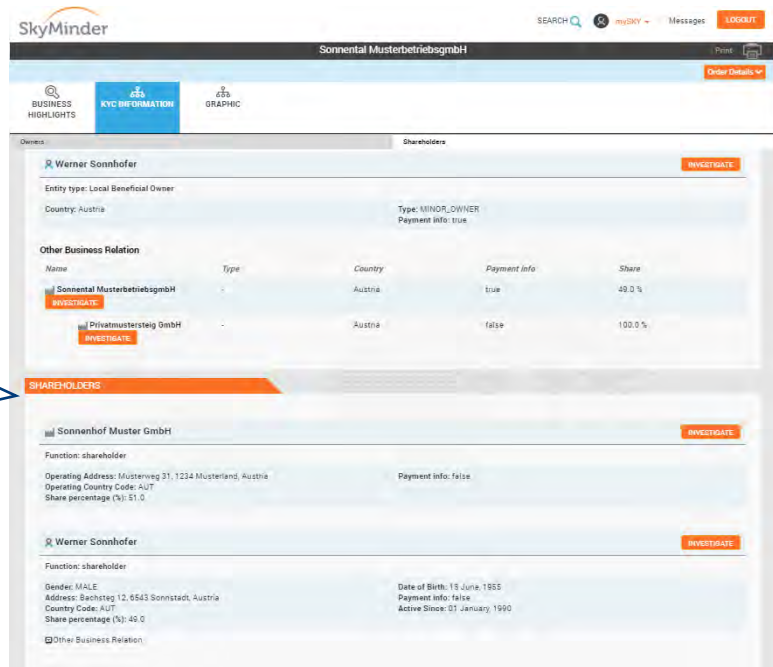 SkyMinder
SEARCH mySKY Messages LOGOUT
Sonnental MusterbetriebsgmbH Print
Order Details
BUSINESS HIGHLIGHTS KYC INFORMATION GRAPHIC
Owners Shareholders
Werner Sonnhofer INVESTIGATE
Entity type: Local Beneficial Owner
Country: Austria Type: MINOR_OWNER
Payment info: true
Other Business Relation
Name Type Country Payment info Share
Sonnental MusterbetriebsgmbH - Austria true 49.0 %
INVESTIGATE
Privatmustersteig GmbH - Austria false 100.0 %
INVESTIGATE
SHAREHOLDERS
Sonnenhof Muster GmbH INVESTIGATE
Function: shareholder
Operating Address: Musterweg 31, 1234 Musterland, Austria Payment info: false
Operating Country Code: AUT
Share percentage (%): 51.0
Werner Sonnhofer INVESTIGATE
Function: shareholder
Gender: MALE Date of Birth: 15 June, 1955
Address: Bachsteg 12, 6543 Sonnstadt, Austria Payment info: false
Country Code: AUT Active Since: 01 January, 1990
Share percentage (%): 49.0
Other Business Relation